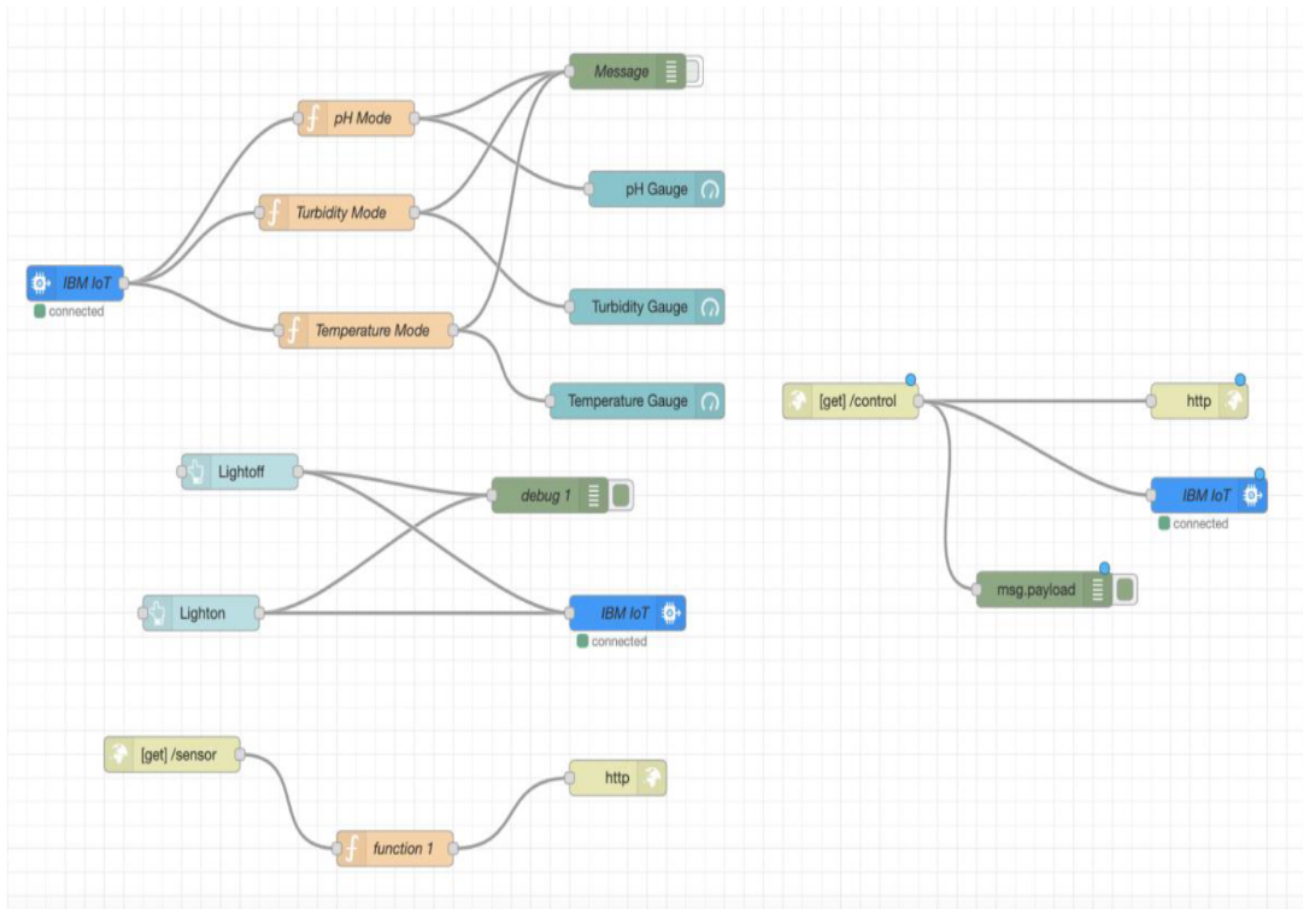 Message
pH Mode
pH Gauge
Turbidity Mode
IBM IoT
connected
Turbidity Gauge
Temperature Mode
Temperature Gauge
[get] /control
http
Lightoff
debug 1
IBM IoT
connected
msg.payload
Lighton
IBM IoT
connected
[get] /sensor
http
function 1